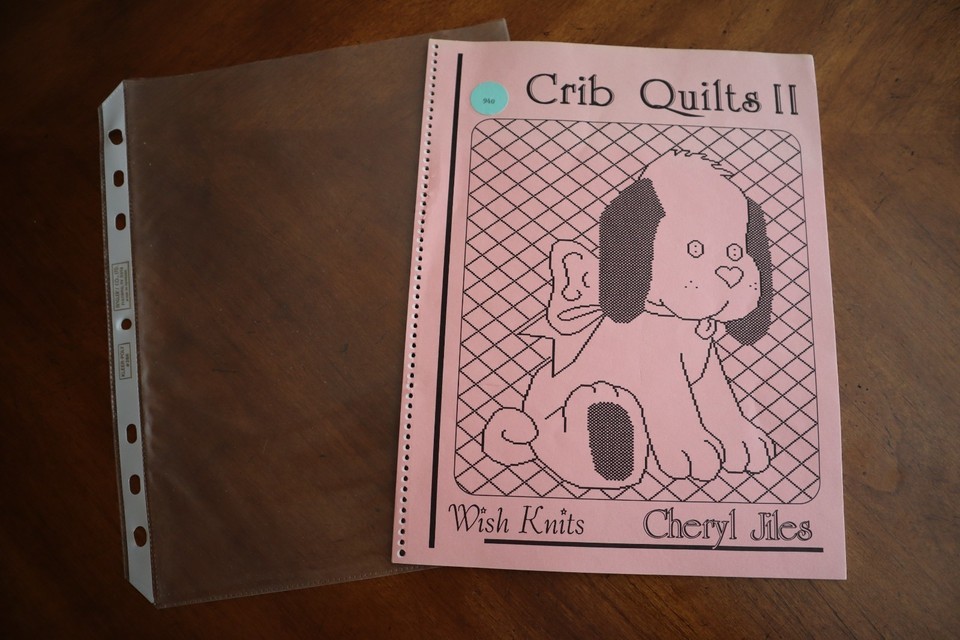 Crib Quilts II
Wish Knits
Cheryl Jiles